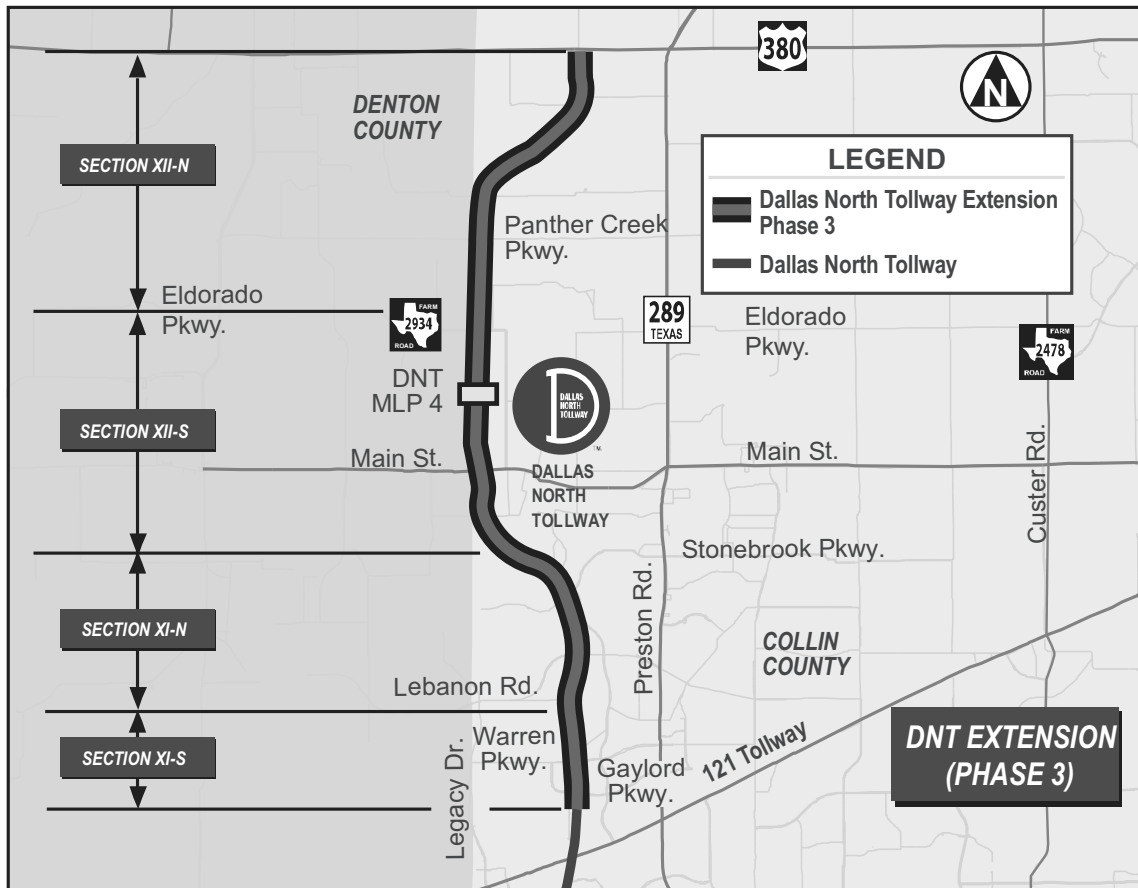 380
N
DENTON
COUNTY
SECTION XII-N
LEGEND
Dallas North Tollway Extension
Phase 3
Dallas North Tollway
Panther Creek
Pkwy.
Eldorado
Pkwy.
FARM
2934
ROAD
289
TEXAS
Eldorado
Pkwy.
FARM
2478
ROAD
DNT
MLP 4
DALLAS
NORTH
TOLLWAY
TM
SECTION XII-S
Main St.
Main St.
DALLAS
NORTH
TOLLWAY
Custer Rd.
Stonebrook Pkwy.
Preston Rd.
SECTION XI-N
COLLIN
COUNTY
Lebanon Rd.
SECTION XI-S
Legacy Dr.
Warren
Pkwy.
Gaylord
Pkwy.
121 Tollway
DNT EXTENSION
(PHASE 3)